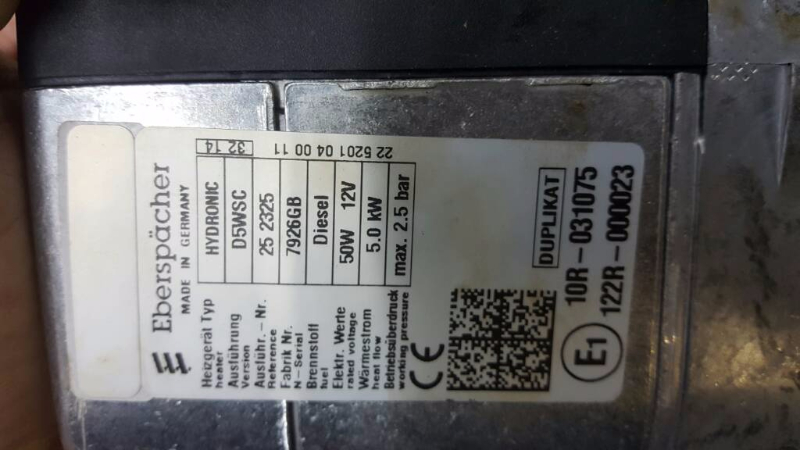 Eberspächer
MADE IN GERMANY
Heizgerät Typ HYDRONIC
heater
Ausführung D5WSC
Version
Ausführ.-Nr. 25 2325
Reference
Fabrik Nr. 7926GB
N-Serial
Brennstoff Diesel
fuel
Elektr. Werte 50W 12V
rated voltage
Wärmestrom 5.0 kW
heat flow
Betriebsüberdruck max. 2.5 bar
working pressure
32 14
22 5201 04 00 11
CE
DUPLIKAT
E1
10R-031075
122R-000023